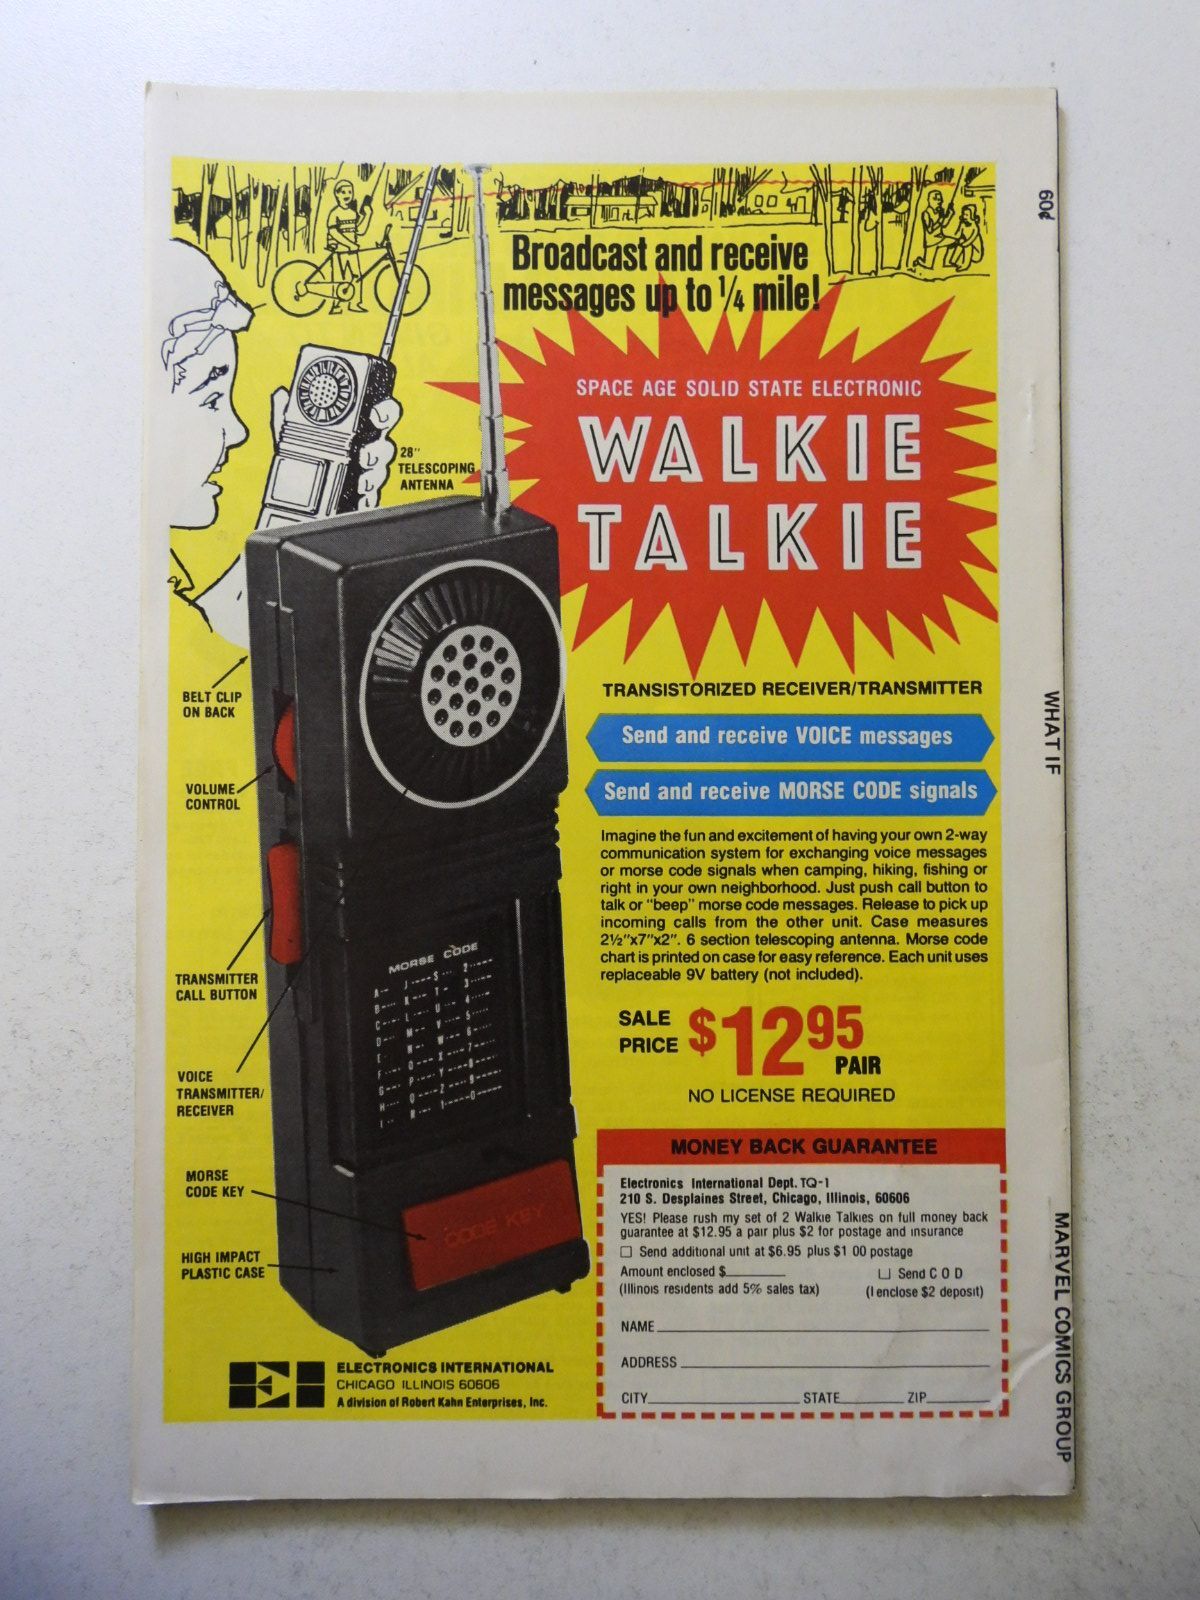 Broadcast and receive
messages up to 1/4 mile!
SPACE AGE SOLID STATE ELECTRONIC
WALKIE
TALKIE
28"
TELESCOPING
ANTENNA
BELT CLIP
ON BACK
VOLUME
CONTROL
TRANSMITTER
CALL BUTTON
VOICE
TRANSMITTER/
RECEIVER
MORSE
CODE KEY
HIGH IMPACT
PLASTIC CASE
MORSE CODE
CODE KEY
TRANSISTORIZED RECEIVER/TRANSMITTER
Send and receive VOICE messages
Send and receive MORSE CODE signals
Imagine the fun and excitement of having your own 2-way
communication system for exchanging voice messages
or morse code signals when camping, hiking, fishing or
right in your own neighborhood. Just push call button to
talk or "beep" morse code messages. Release to pick up
incoming calls from the other unit. Case measures
2½"x7"x2". 6 section telescoping antenna. Morse code
chart is printed on case for easy reference. Each unit uses
replaceable 9V battery (not included).
SALE
PRICE $12.95
PAIR
NO LICENSE REQUIRED
MONEY BACK GUARANTEE
Electronics International Dept. TQ-1
210 S. Desplaines Street, Chicago, Illinois, 60606
YES! Please rush my set of 2 Walkie Talkies on full money back
guarantee at $12.95 a pair plus $2 for postage and insurance
☐ Send additional unit at $6.95 plus $1 00 postage
Amount enclosed $________ ☐ Send C O D
(Illinois residents add 5% sales tax) (I enclose $2 deposit)
NAME
ADDRESS
CITY STATE ZIP
EI
ELECTRONICS INTERNATIONAL
CHICAGO ILLINOIS 60606
A division of Robert Kahn Enterprises, Inc.
60¢
WHAT IF
MARVEL COMICS GROUP